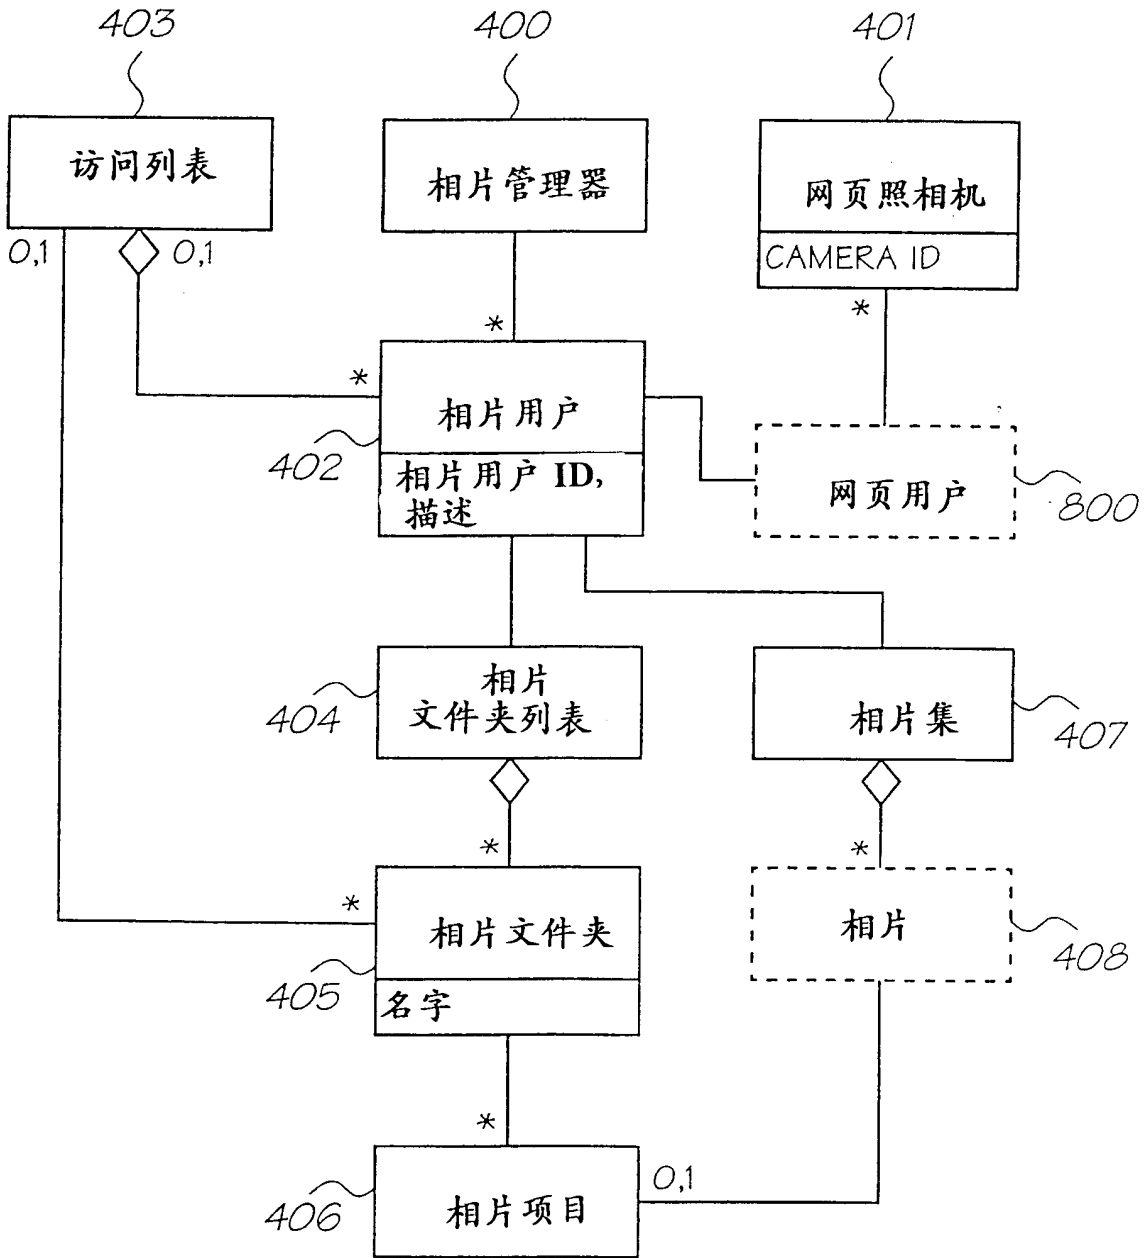 403
400
401
访问列表
相片管理器
网页照相机
CAMERA ID
0,1
0,1
*
*
*
相片用户
402
相片用户 ID,
描述
网页用户
800
相片
文件夹列表
404
相片集
407
*
*
*
相片文件夹
405
名字
相片
408
*
相片项目
406
0,1